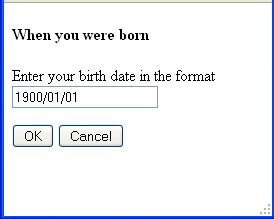 When you were born
Enter your birth date in the format
1900/01/01
OK Cancel